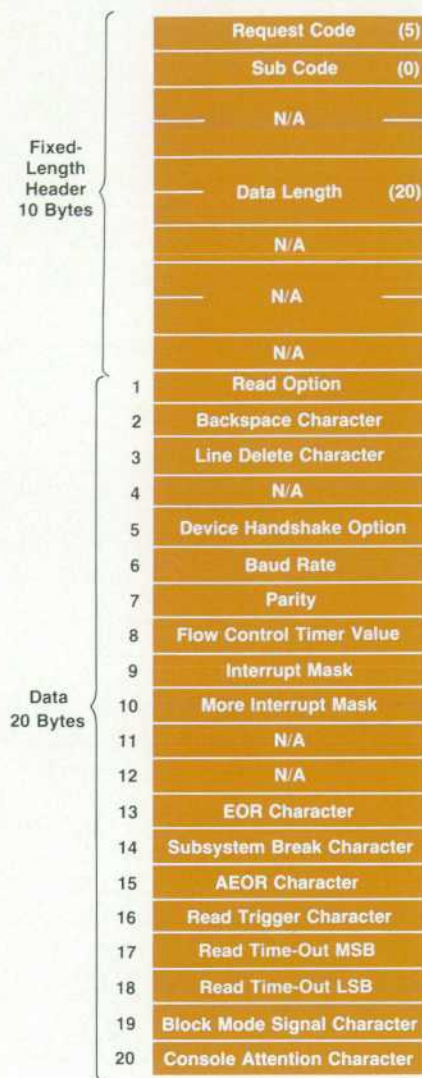 Fixed-
Length
Header
10 Bytes
Request Code (5)
Sub Code (0)
N/A
Data Length (20)
N/A
N/A
N/A
Data
20 Bytes
1 Read Option
2 Backspace Character
3 Line Delete Character
4 N/A
5 Device Handshake Option
6 Baud Rate
7 Parity
8 Flow Control Timer Value
9 Interrupt Mask
10 More Interrupt Mask
11 N/A
12 N/A
13 EOR Character
14 Subsystem Break Character
15 AEOR Character
16 Read Trigger Character
17 Read Time-Out MSB
18 Read Time-Out LSB
19 Block Mode Signal Character
20 Console Attention Character